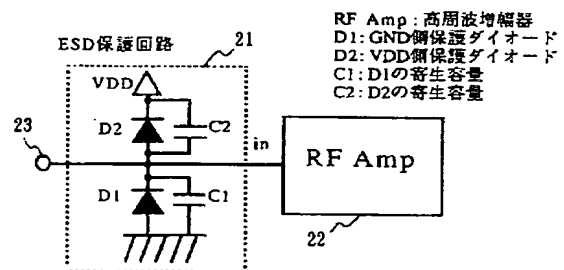 RF Amp：高周波増幅器
D1：GND側保護ダイオード
D2：VDD側保護ダイオード
C1：D1の寄生容量
C2：D2の寄生容量
ESD保護回路
21
VDD
D2
C2
23
in
RF Amp
D1
C1
22